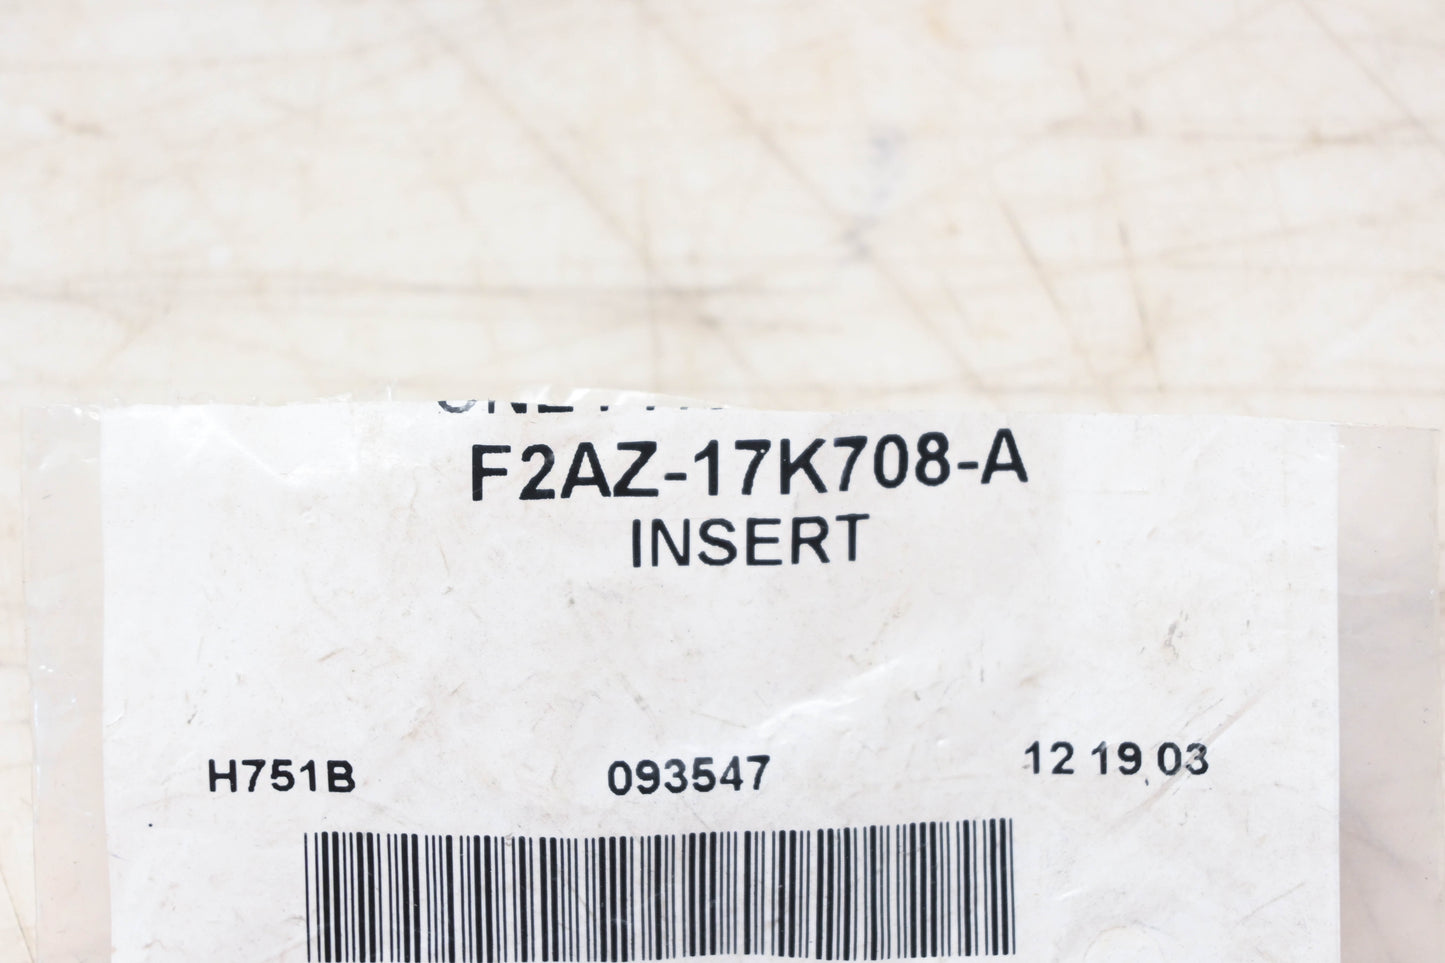 F2AZ-17K708-A
INSERT
H751B 093547 12 19 03